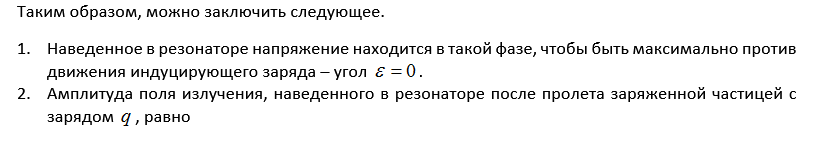 Таким образом, можно заключить следующее.
1. Наведенное в резонаторе напряжение находится в такой фазе, чтобы быть максимально против
движения индуцирующего заряда – угол ε = 0 .
2. Амплитуда поля излучения, наведенного в резонаторе после пролета заряженной частицей с
зарядом q , равно